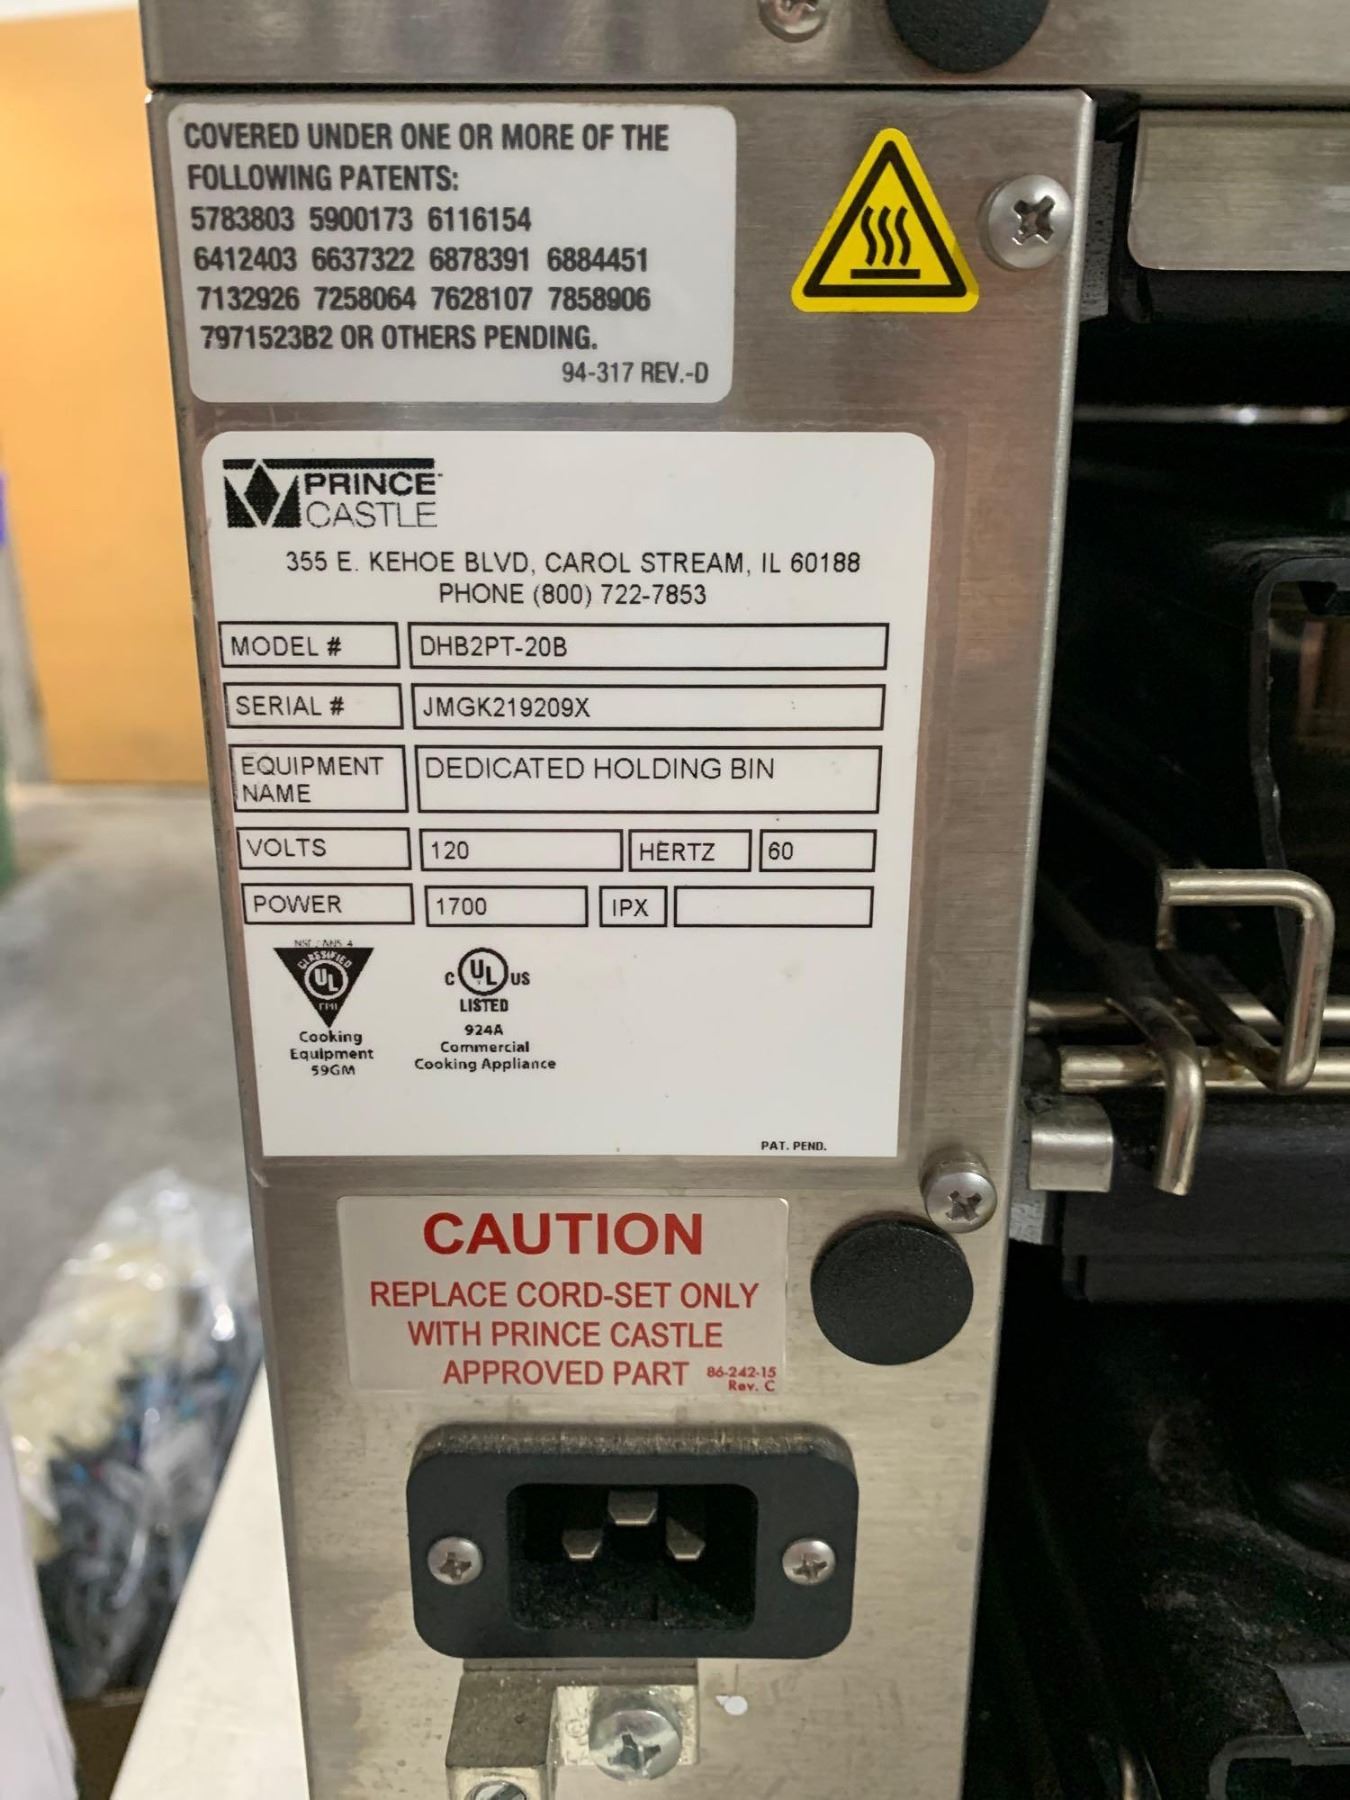 COVERED UNDER ONE OR MORE OF THE
FOLLOWING PATENTS:
5783803 5900173 6116154
6412403 6637322 6878391 6884451
7132926 7258064 7628107 7858906
7971523B2 OR OTHERS PENDING.
94-317 REV.-D
PRINCE
CASTLE
355 E. KEHOE BLVD, CAROL STREAM, IL 60188
PHONE (800) 722-7853
MODEL # DHB2PT-20B
SERIAL # JMGK219209X
EQUIPMENT NAME DEDICATED HOLDING BIN
VOLTS 120 HERTZ 60
POWER 1700 IPX
CLASSIFIED
UL
C UL US
LISTED
Cooking
Equipment
59GM
924A
Commercial
Cooking Appliance
PAT. PEND.
CAUTION
REPLACE CORD-SET ONLY
WITH PRINCE CASTLE
APPROVED PART 86-242-15
Rev. C